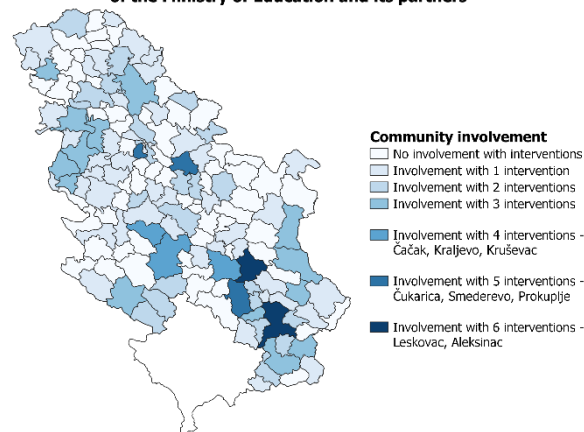 of the Ministry of Education and its partners
Community involvement
No involvement with interventions
Involvement with 1 intervention
Involvement with 2 interventions
Involvement with 3 interventions
Involvement with 4 interventions -
Čačak, Kraljevo, Kruševac
Involvement with 5 interventions -
Čukarica, Smederevo, Prokuplje
Involvement with 6 interventions -
Leskovac, Aleksinac